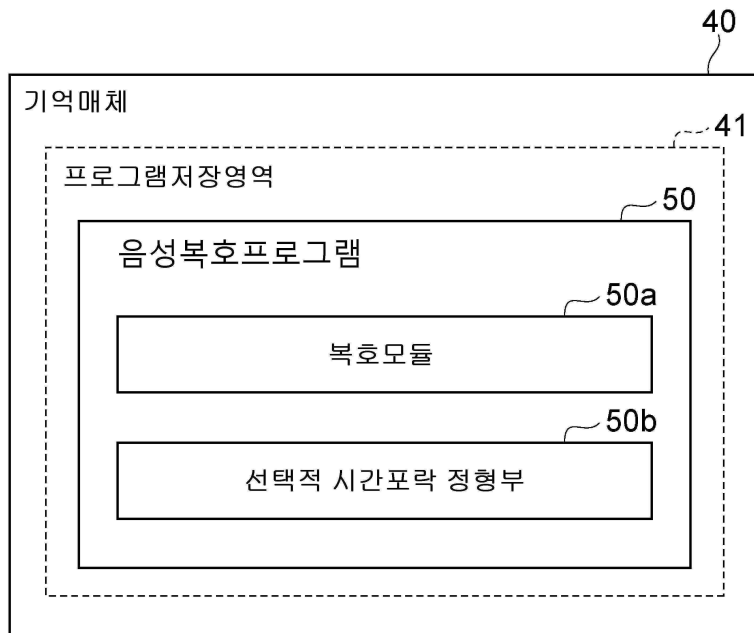 40
기억매체
41
프로그램저장영역
50
음성복호프로그램
50a
복호모듈
50b
선택적 시간포락 정형부